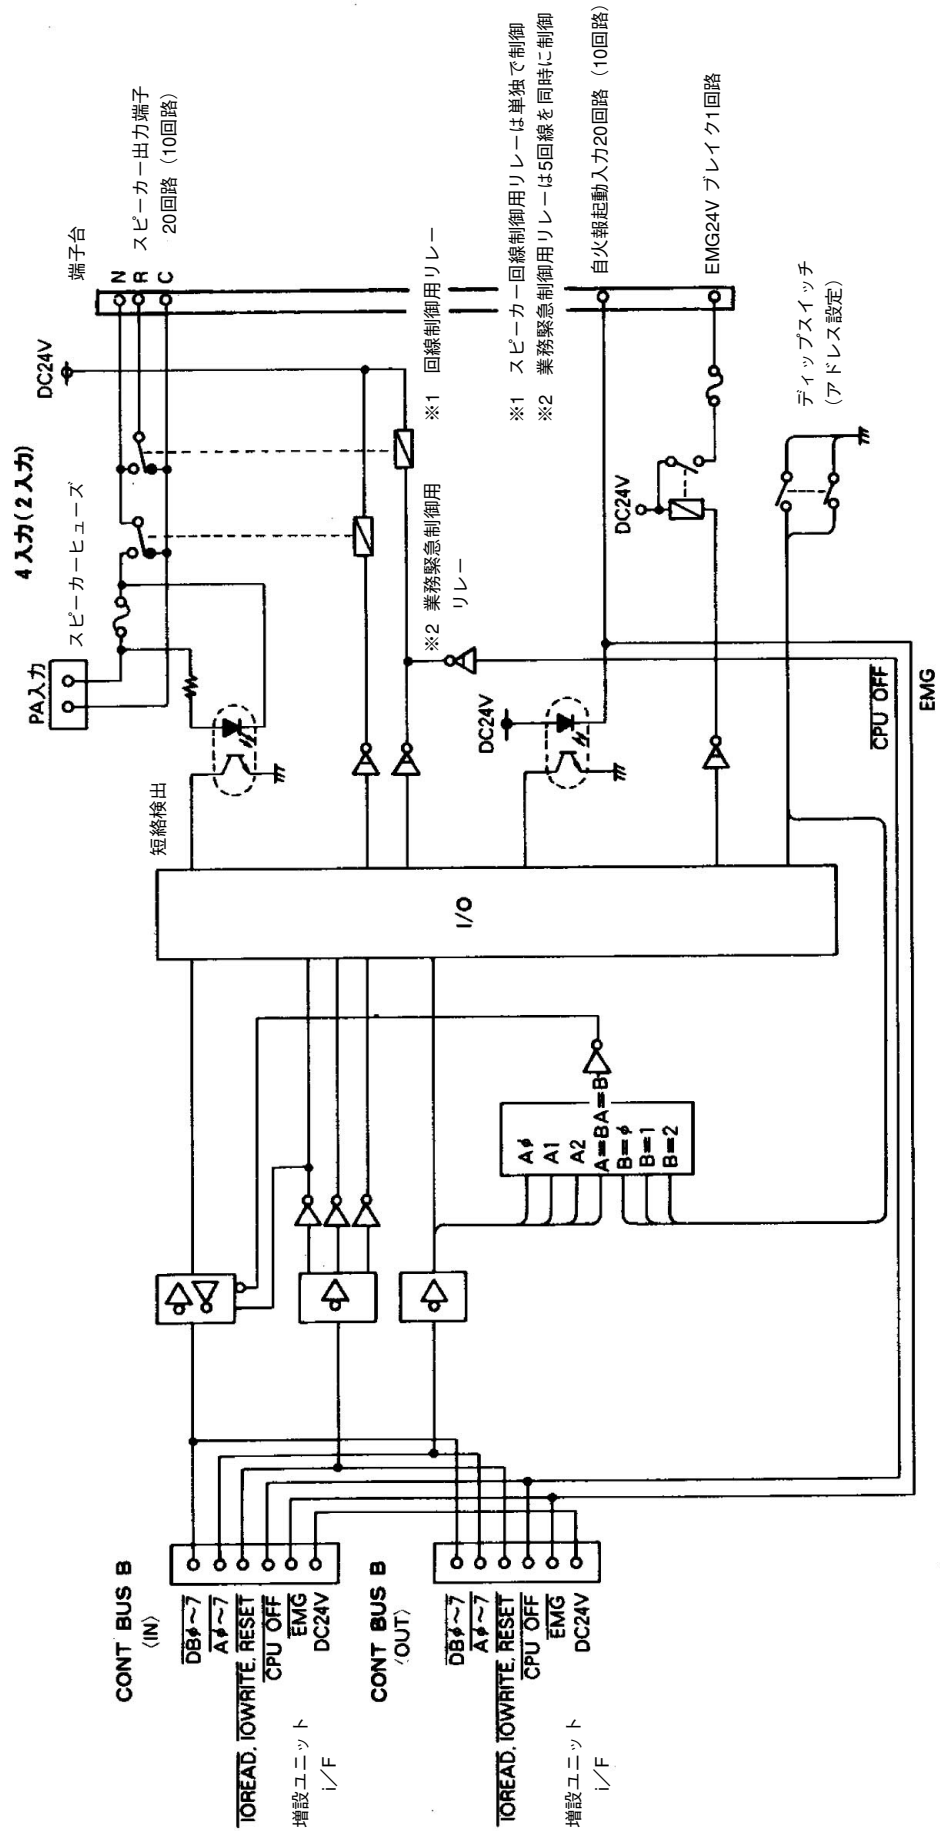 CONT BUS B
(IN)
DBφ～7
Aφ～7
IOREAD, IOWRITE, RESET
CPU OFF
EMG
DC24V
増設ユニット
i／F
CONT BUS B
(OUT)
DBφ～7
Aφ～7
IOREAD, IOWRITE, RESET
CPU OFF
EMG
DC24V
増設ユニット
i／F
Aφ
A1
A2
A=B
A=B
B=φ
B=1
B=2
I/O
短絡検出
PA入力
スピーカーヒューズ
4入力(2入力)
DC24V
端子台
N
R
C
スピーカー出力端子
20回路（10回路）
※1 回線制御用リレー
※2 業務緊急制御用
リレー
※1 スピーカー回線制御用リレーは単独で制御
※2 業務緊急制御用リレーは5回線を同時に制御
DC24V
自火報起動入力20回路（10回路）
DC24V
EMG24V ブレイク1回路
ディップスイッチ
（アドレス設定）
CPU OFF
EMG